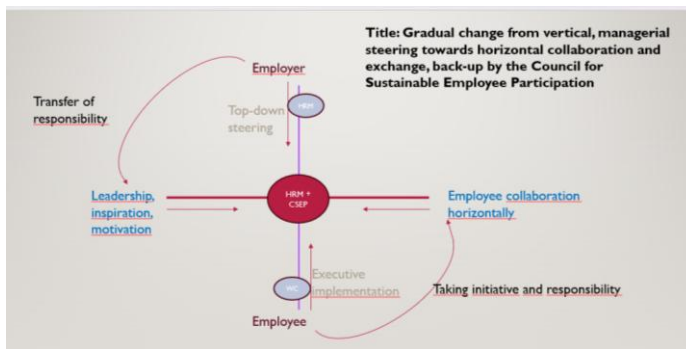 Title: Gradual change from vertical, managerial
steering towards horizontal collaboration and
exchange, back-up by the Council for
Sustainable Employee Participation
Employer
HRM
Transfer of
responsibility
Top-down
steering
Leadership,
inspiration,
motivation
HRM +
CSEP
Employee collaboration
horizontally
WC
Executive
implementation
Taking initiative and responsibility
Employee